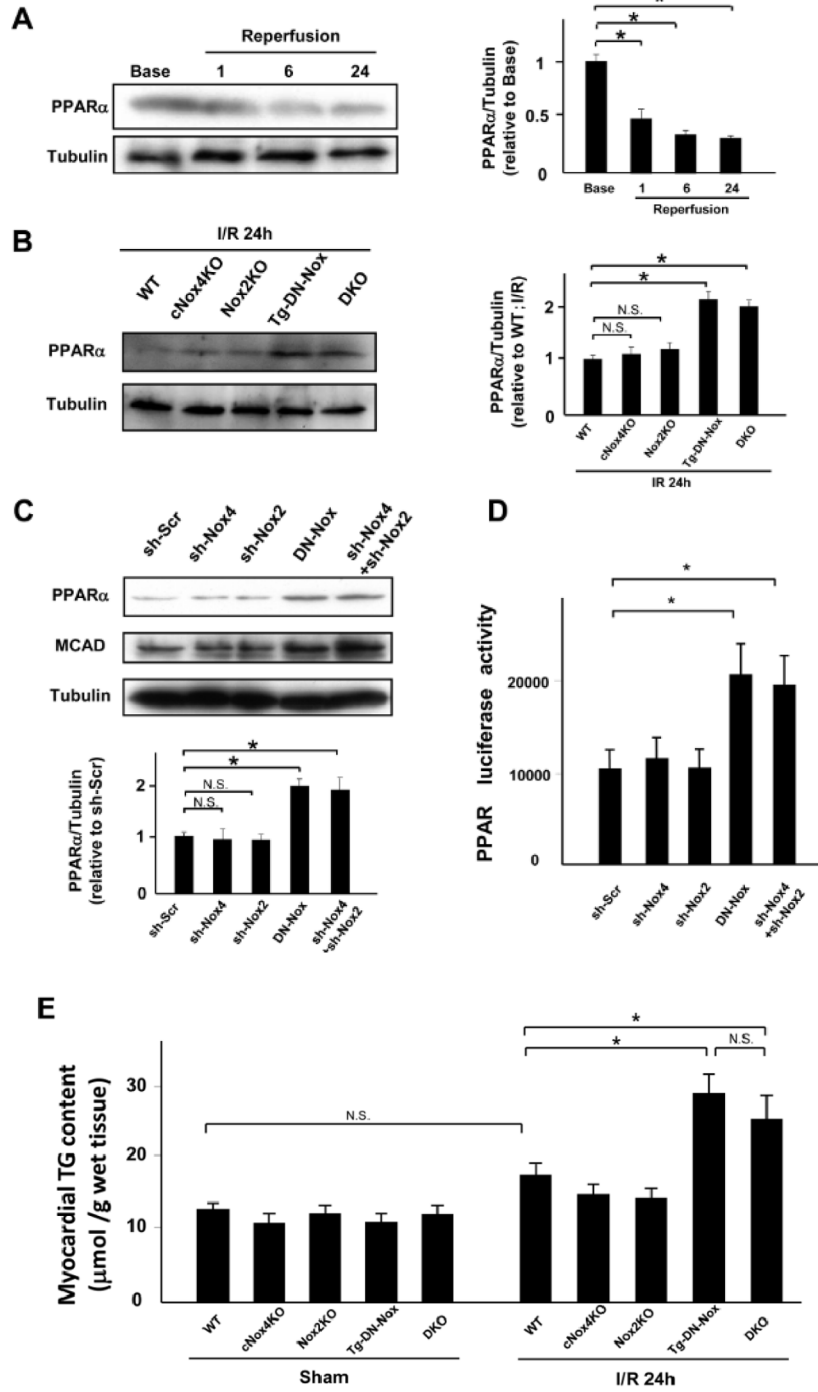 A
Reperfusion
Base 1 6 24
PPARα
Tubulin
PPARα/Tubulin
(relative to Base)
*
*
*
1
0.5
0
Base 1 6 24
Reperfusion
B
I/R 24h
WT cNox4KO Nox2KO Tg-DN-Nox DKO
PPARα
Tubulin
PPARα/Tubulin
(relative to WT; I/R)
*
*
N.S.
N.S.
2
1
0
WT cNox4KO Nox2KO Tg-DN-Nox DKO
IR 24h
C
sh-Scr sh-Nox4 sh-Nox2 DN-Nox sh-Nox4
+sh-Nox2
PPARα
MCAD
Tubulin
PPARα/Tubulin
(relative to sh-Scr)
*
*
N.S.
N.S.
2
1
0
sh-Scr sh-Nox4 sh-Nox2 DN-Nox sh-Nox4
+sh-Nox2
D
PPAR luciferase activity
*
*
20000
10000
0
sh-Scr sh-Nox4 sh-Nox2 DN-Nox sh-Nox4
+sh-Nox2
E
Myocardial TG content
(μmol /g wet tissue)
*
*
N.S.
N.S.
30
20
10
0
WT cNox4KO Nox2KO Tg-DN-Nox DKO WT cNox4KO Nox2KO Tg-DN-Nox DKO
Sham I/R 24h